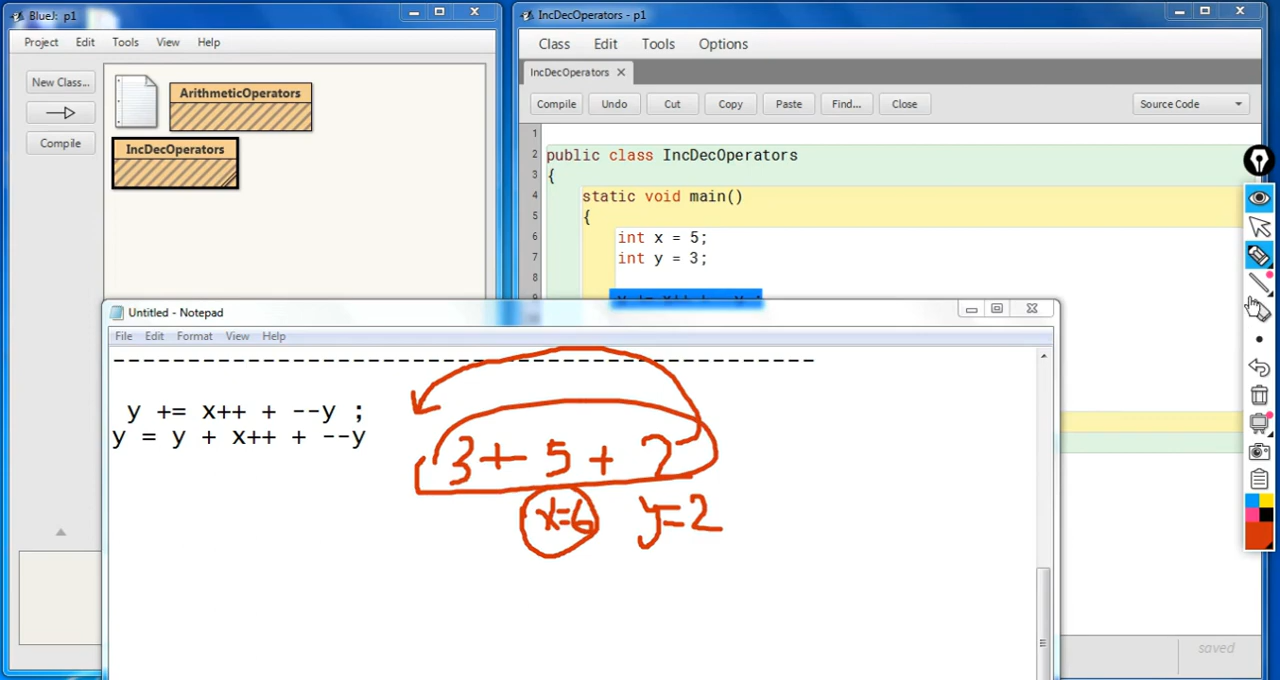 BlueJ: p1
Project Edit Tools View Help
New Class...
Compile
ArithmeticOperators
IncDecOperators
IncDecOperators - p1
Class Edit Tools Options
IncDecOperators
Compile Undo Cut Copy Paste Find... Close Source Code
1
2 public class IncDecOperators
3 {
4 static void main()
5 {
6 int x = 5;
7 int y = 3;
8
9
Untitled - Notepad
File Edit Format View Help
-----------------------------------------------
y += x++ + --y ;
y = y + x++ + --y
3 + 5 + 2
x=6 y=2
saved